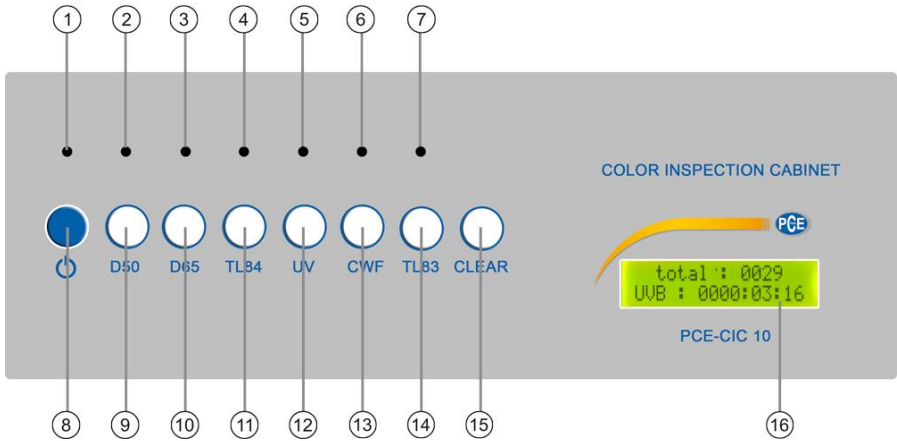 1 2 3 4 5 6 7
COLOR INSPECTION CABINET
PCE
D50 D65 TL84 UV CWF TL83 CLEAR
total : 0029
UVB : 0000:03:16
PCE-CIC 10
8 9 10 11 12 13 14 15 16